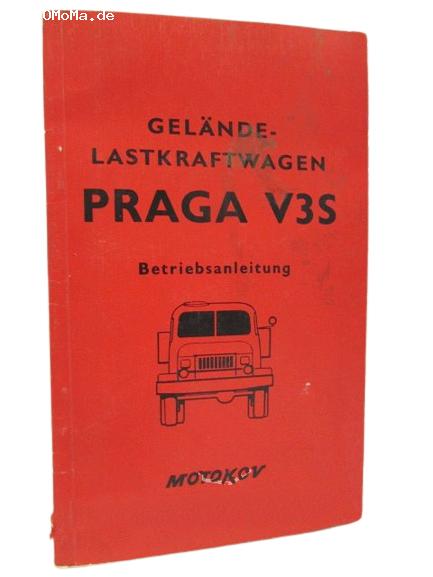 OMoMa.de
GELÄNDE-
LASTKRAFTWAGEN
PRAGA V3S
Betriebsanleitung
MOTOKOV